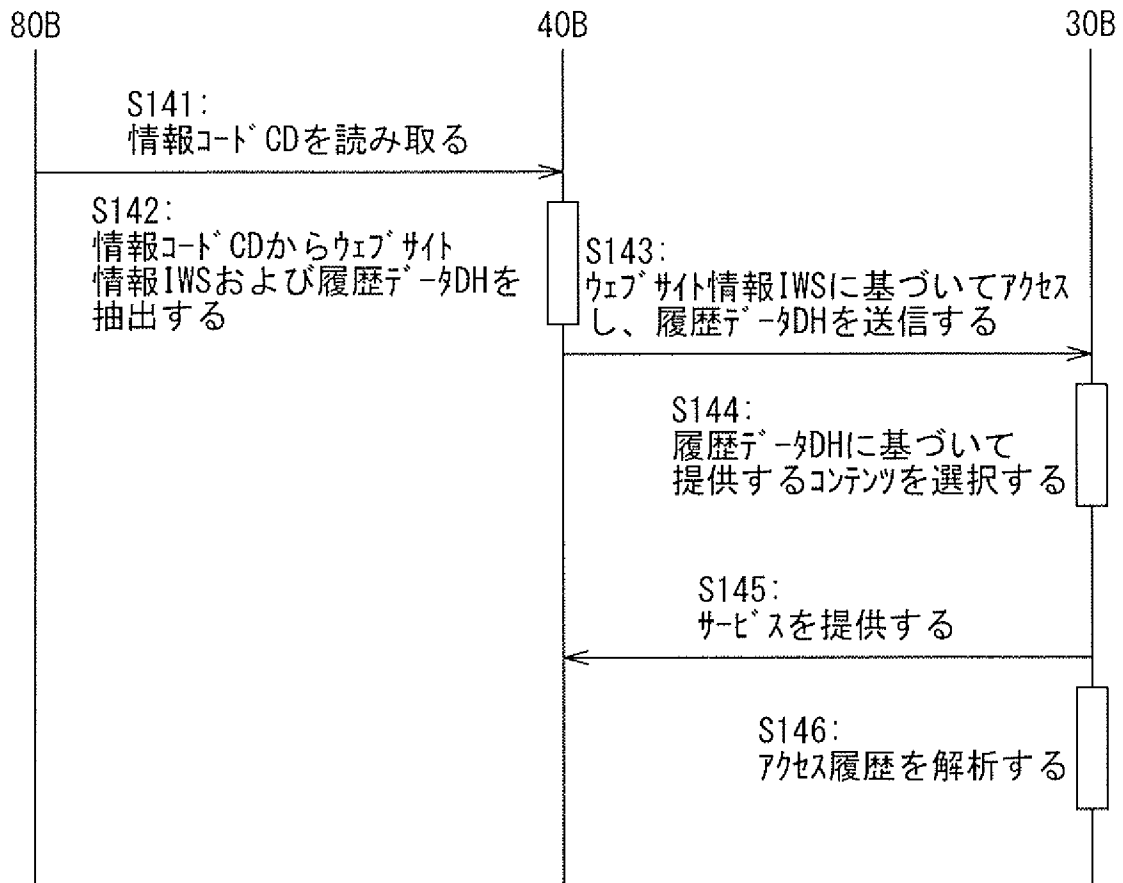 80B 40B 30B
S141:
情報ｺｰﾄﾞCDを読み取る
S142:
情報ｺｰﾄﾞCDからｳｪﾌﾞｻｲﾄ
情報IWSおよび履歴ﾃﾞｰﾀDHを
抽出する
S143:
ｳｪﾌﾞｻｲﾄ情報IWSに基づいてｱｸｾｽ
し、履歴ﾃﾞｰﾀDHを送信する
S144:
履歴ﾃﾞｰﾀDHに基づいて
提供するｺﾝﾃﾝﾂを選択する
S145:
ｻｰﾋﾞｽを提供する
S146:
ｱｸｾｽ履歴を解析する